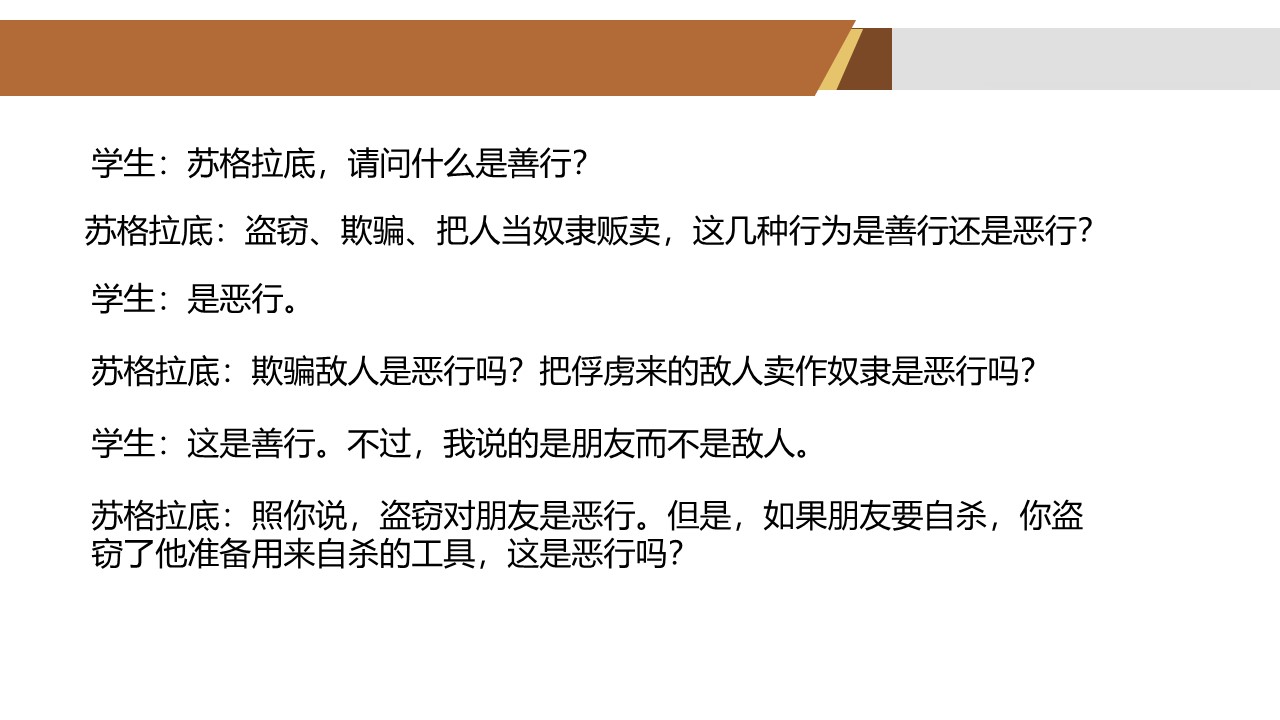 学生：苏格拉底，请问什么是善行？
苏格拉底：盗窃、欺骗、把人当奴隶贩卖，这几种行为是善行还是恶行？
学生：是恶行。
苏格拉底：欺骗敌人是恶行吗？把俘虏来的敌人卖作奴隶是恶行吗？
学生：这是善行。不过，我说的是朋友而不是敌人。
苏格拉底：照你说，盗窃对朋友是恶行。但是，如果朋友要自杀，你盗
窃了他准备用来自杀的工具，这是恶行吗？